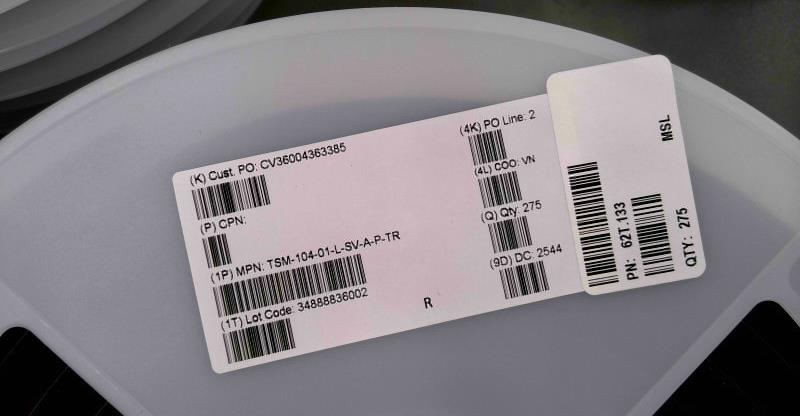 (K) Cust. PO: CV36004363385
(P) CPN:
(1P) MPN: TSM-104-01-L-SV-A-P-TR
(1T) Lot Code: 34888836002
R
(4K) PO Line: 2
(4L) COO: VN
(Q) Qty: 275
(9D) DC: 2544
PN: 62T.133
QTY: 275
MSL